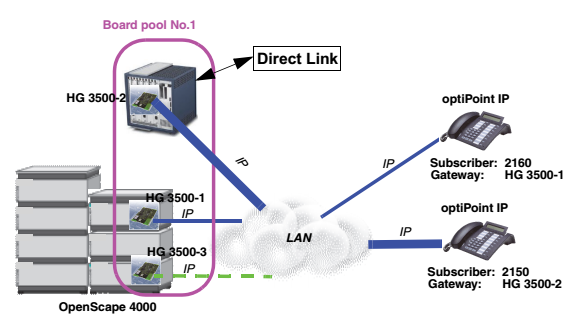 Board pool No.1
Direct Link
HG 3500-2
optiPoint IP
IP
IP
Subscriber: 2160
Gateway: HG 3500-1
HG 3500-1
IP
optiPoint IP
LAN
IP
HG 3500-3
IP
Subscriber: 2150
Gateway: HG 3500-2
OpenScape 4000